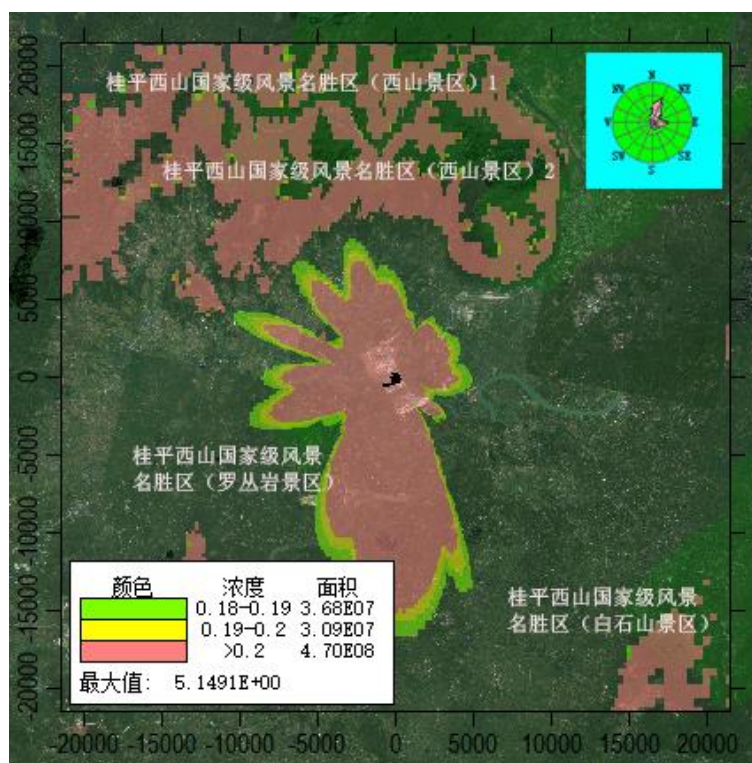 桂平西山国家级风景名胜区（西山景区）1
N
NW
NE
W
E
SW
SE
S
桂平西山国家级风景名胜区（西山景区）2
桂平西山国家级风景
名胜区（罗丛岩景区）
桂平西山国家级风景
名胜区（白石山景区）
颜色 浓度 面积
0.18-0.19 3.68E07
0.19-0.2 3.09E07
>0.2 4.70E08
最大值: 5.1491E+00
20000
15000
10000
5000
0
-5000
-10000
-15000
-20000
-20000 -15000 -10000 -5000 0 5000 10000 15000 20000